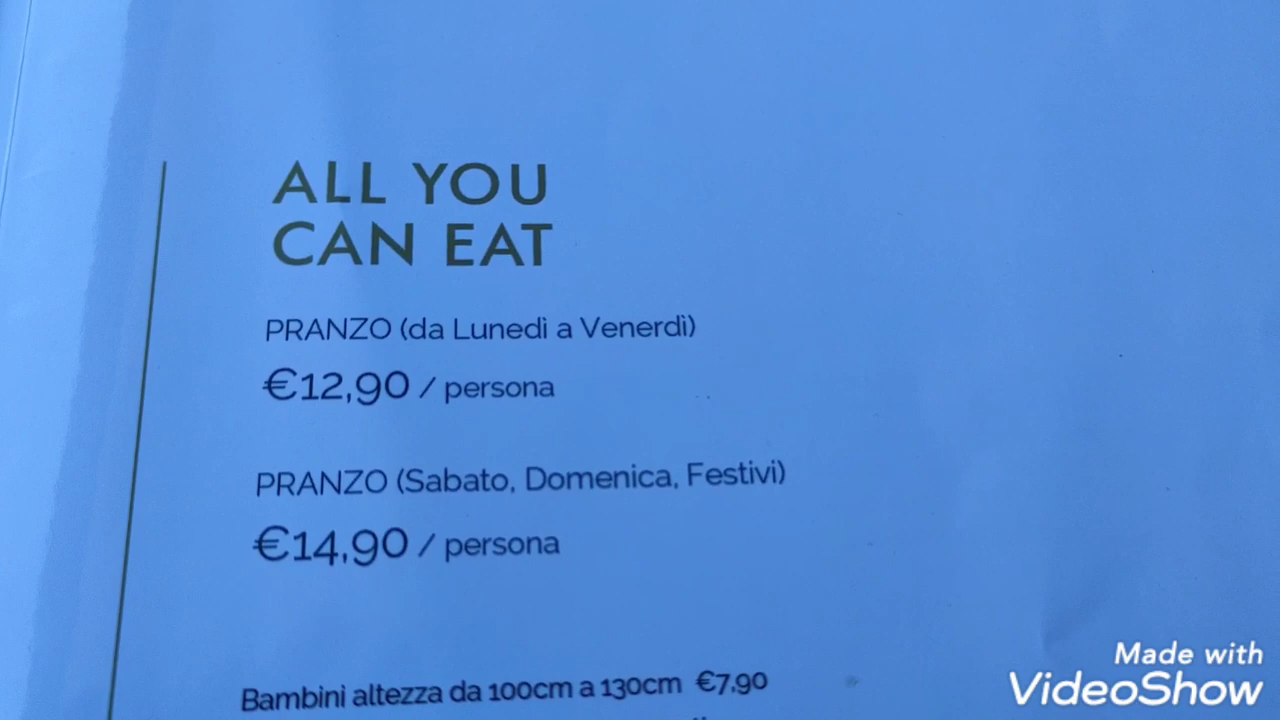 ALL YOU
CAN EAT
PRANZO (da Lunedì a Venerdì)
€12,90 / persona
PRANZO (Sabato, Domenica, Festivi)
€14,90 / persona
Bambini altezza da 100cm a 130cm €7.90
Made with
VideoShow